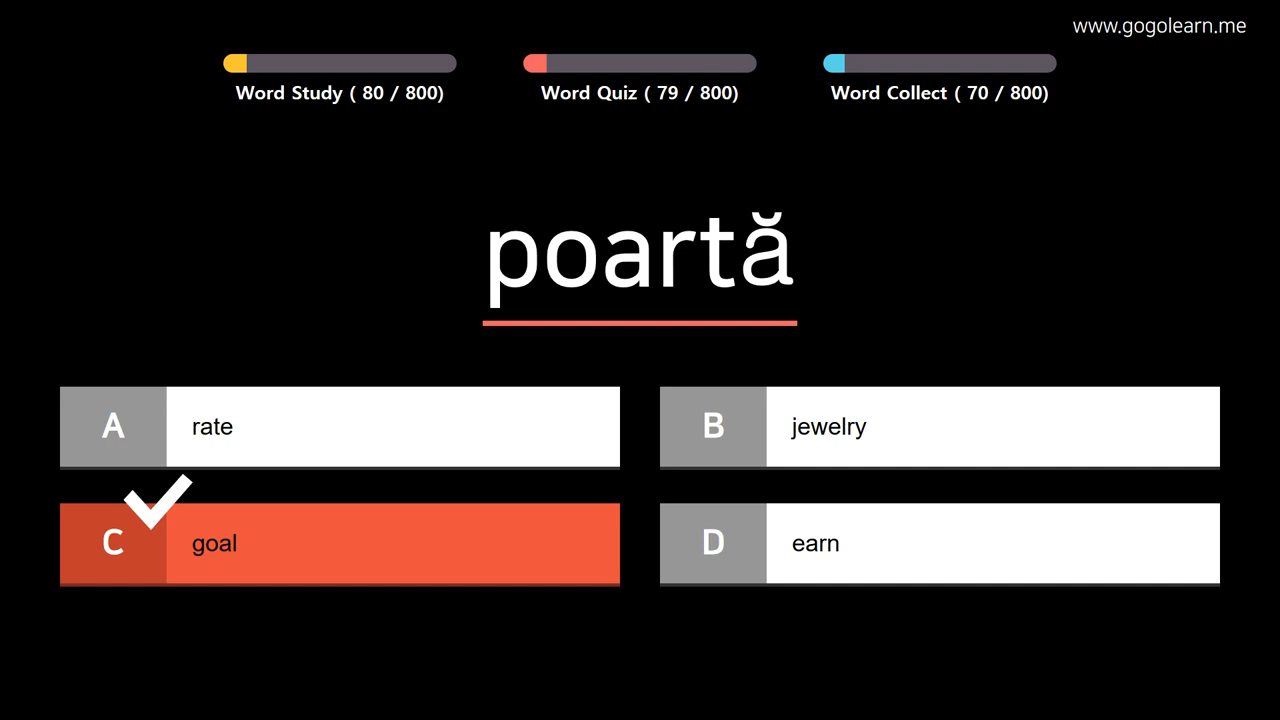 www.gogolearn.me
Word Study ( 80 / 800)
Word Quiz ( 79 / 800)
Word Collect ( 70 / 800)
poartă
A rate
B jewelry
C goal
D earn